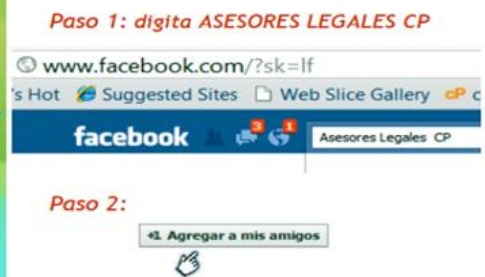 Paso 1: digita ASESORES LEGALES CP
www.facebook.com/?sk=lf
's Hot Suggested Sites Web Slice Gallery cP c
facebook 3 1 Asesores Legales CP
Paso 2:
+1 Agregar a mis amigos